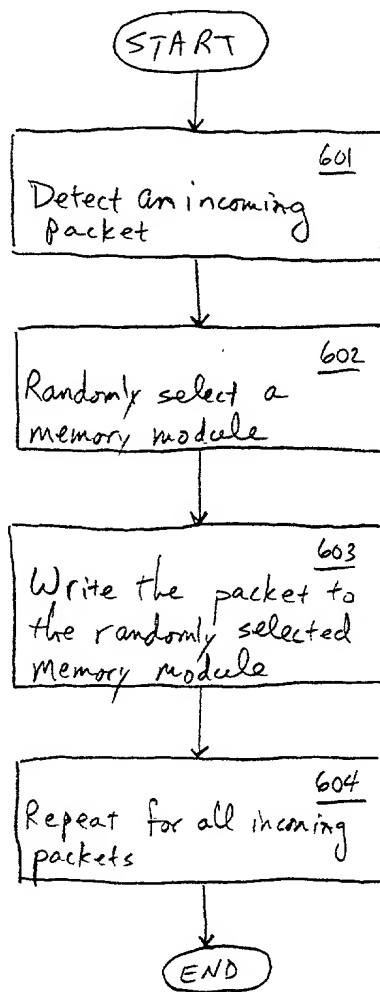 START
601
Detect an incoming
packet
602
Randomly select a
memory module
603
Write the packet to
the randomly selected
memory module
604
Repeat for all incoming
packets
END